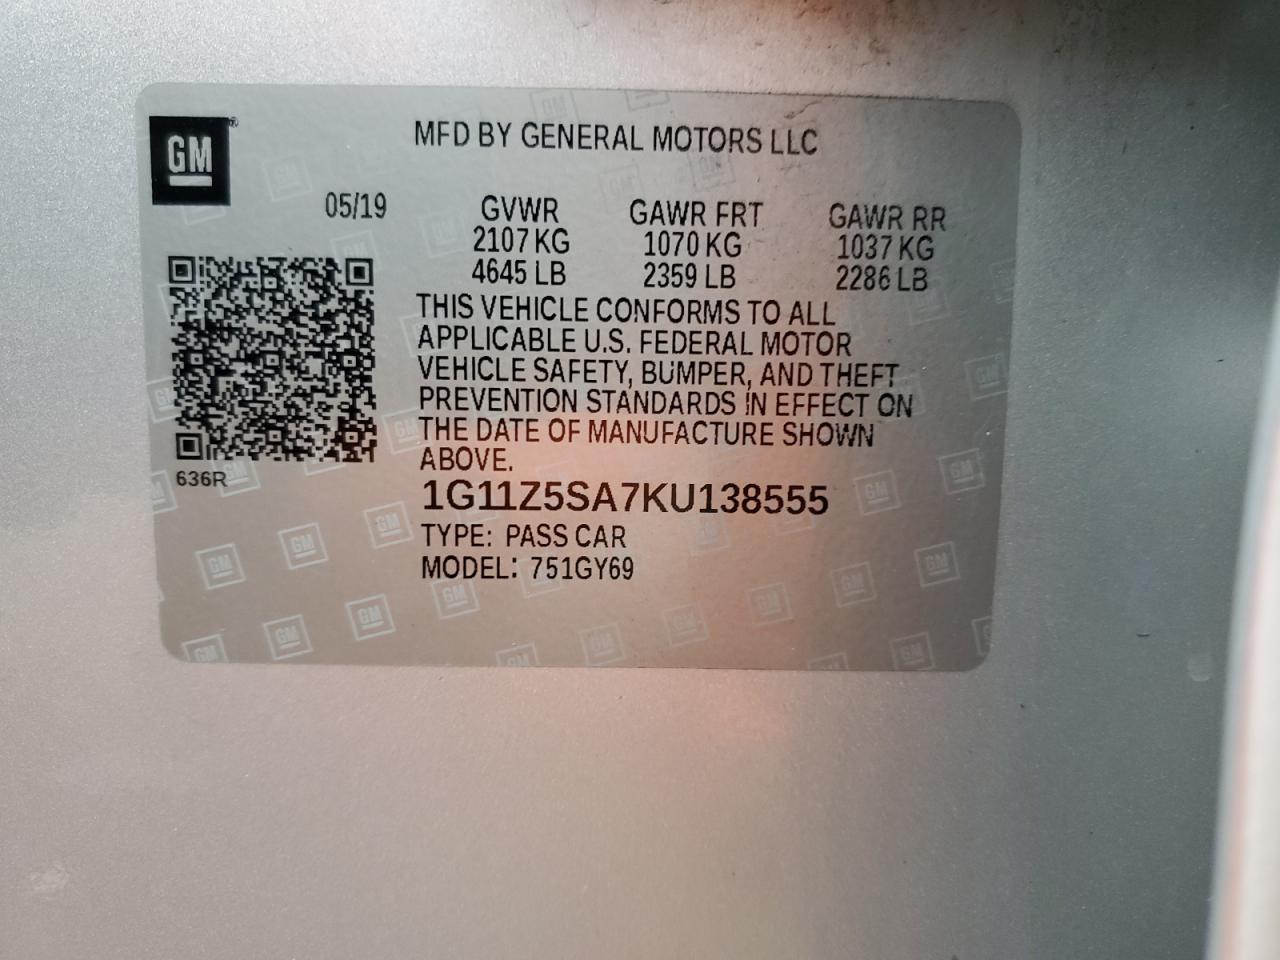 GM
MFD BY GENERAL MOTORS LLC
05/19 GVWR GAWR FRT GAWR RR
2107 KG 1070 KG 1037 KG
4645 LB 2359 LB 2286 LB
THIS VEHICLE CONFORMS TO ALL
APPLICABLE U.S. FEDERAL MOTOR
VEHICLE SAFETY, BUMPER, AND THEFT
PREVENTION STANDARDS IN EFFECT ON
THE DATE OF MANUFACTURE SHOWN
ABOVE.
636R
1G11Z5SA7KU138555
TYPE: PASS CAR
MODEL: 751GY69